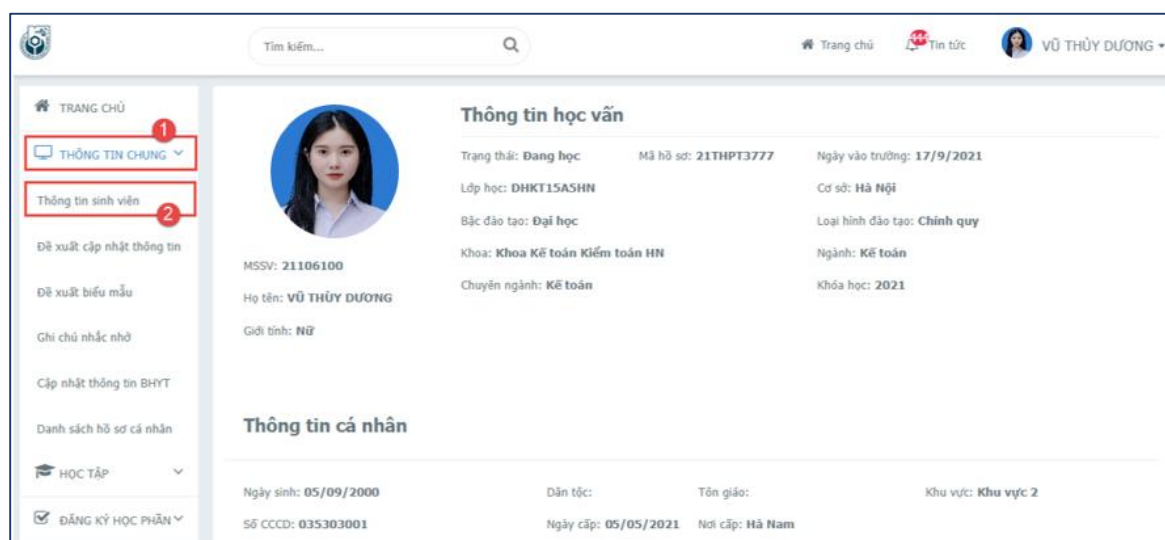 Tìm kiếm...
Trang chủ
444
Tin tức
VŨ THÙY DƯƠNG
TRANG CHỦ
1
THÔNG TIN CHUNG
Thông tin sinh viên
2
Đề xuất cập nhật thông tin
Đề xuất biểu mẫu
Ghi chú nhắc nhở
Cập nhật thông tin BHYT
Danh sách hồ sơ cá nhân
HỌC TẬP
ĐĂNG KÝ HỌC PHẦN
MSSV: 21106100
Họ tên: VŨ THÙY DƯƠNG
Giới tính: Nữ
Thông tin học vấn
Trạng thái: Đang học Mã hồ sơ: 21THPT3777 Ngày vào trường: 17/9/2021
Lớp học: DHKT15A5HN Cơ sở: Hà Nội
Bậc đào tạo: Đại học Loại hình đào tạo: Chính quy
Khoa: Khoa Kế toán Kiểm toán HN Ngành: Kế toán
Chuyên ngành: Kế toán Khóa học: 2021
Thông tin cá nhân
Ngày sinh: 05/09/2000 Dân tộc: Tôn giáo: Khu vực: Khu vực 2
Số CCCD: 035303001 Ngày cấp: 05/05/2021 Nơi cấp: Hà Nam